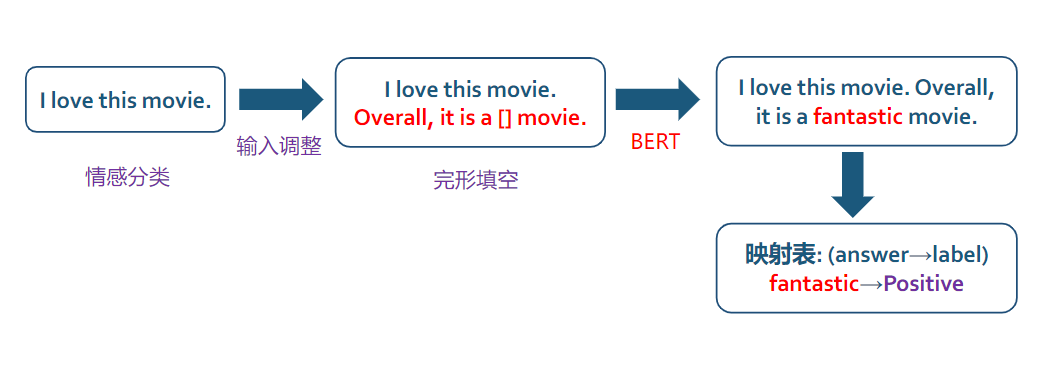 I love this movie.
输入调整
情感分类
I love this movie.
Overall, it is a [] movie.
完形填空
BERT
I love this movie. Overall,
it is a fantastic movie.
映射表: (answer→label)
fantastic→Positive